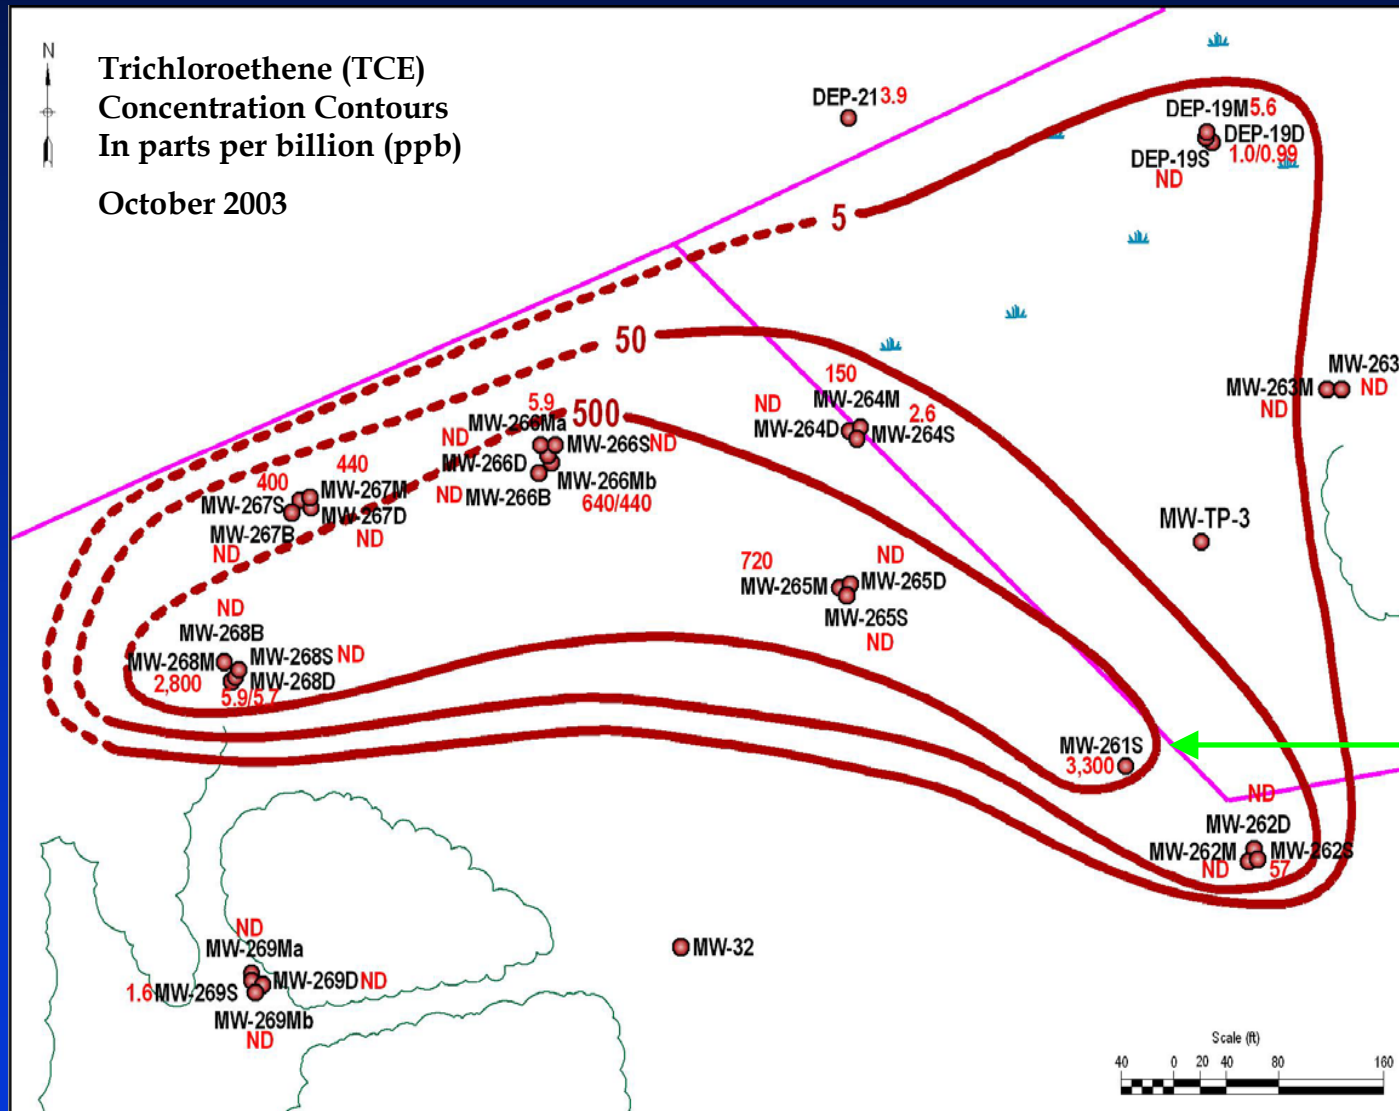 N
Trichloroethene (TCE)
Concentration Contours
In parts per billion (ppb)
October 2003
DEP-21 3.9
DEP-19M 5.6
DEP-19D
DEP-19S 1.0/0.99
ND
5
50
500
150
MW-264M
ND 2.6
MW-264D MW-264S
MW-263
MW-263M ND
ND
5.9
MW-266Ma
ND MW-266S ND
MW-266D
MW-266Mb
ND MW-266B
640/440
440
400 MW-267M
MW-267S MW-267D
MW-267B ND
ND
MW-TP-3
720 ND
MW-265M MW-265D
MW-265S
ND
ND
MW-268B
MW-268M MW-268S ND
2,800 MW-268D
5.9/5.7
MW-261S
3,300
ND
MW-262D
MW-262M MW-262S
ND 57
ND
MW-269Ma
MW-269D ND
1.6 MW-269S
MW-269Mb
ND
MW-32
Scale (ft)
40 0 20 40 80 160